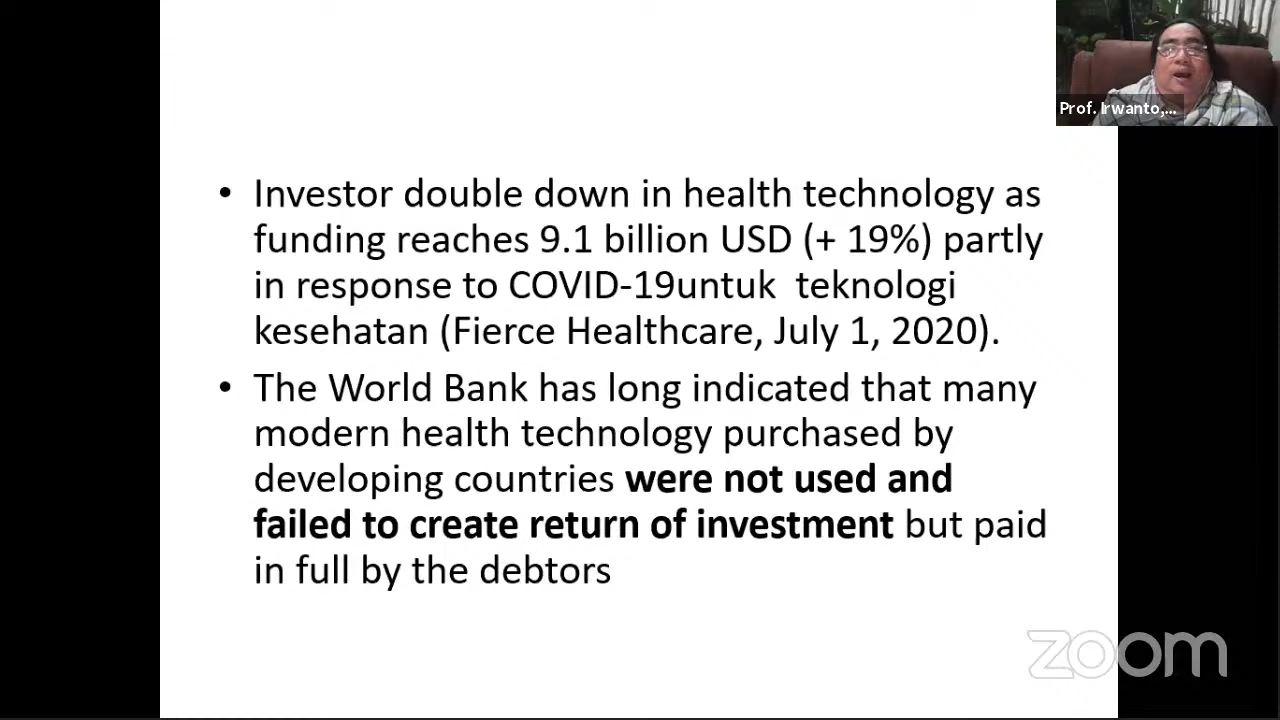 Prof. Irwanto,...
• Investor double down in health technology as
funding reaches 9.1 billion USD (+ 19%) partly
in response to COVID-19untuk  teknologi
kesehatan (Fierce Healthcare, July 1, 2020).
• The World Bank has long indicated that many
modern health technology purchased by
developing countries were not used and
failed to create return of investment but paid
in full by the debtors
zoom